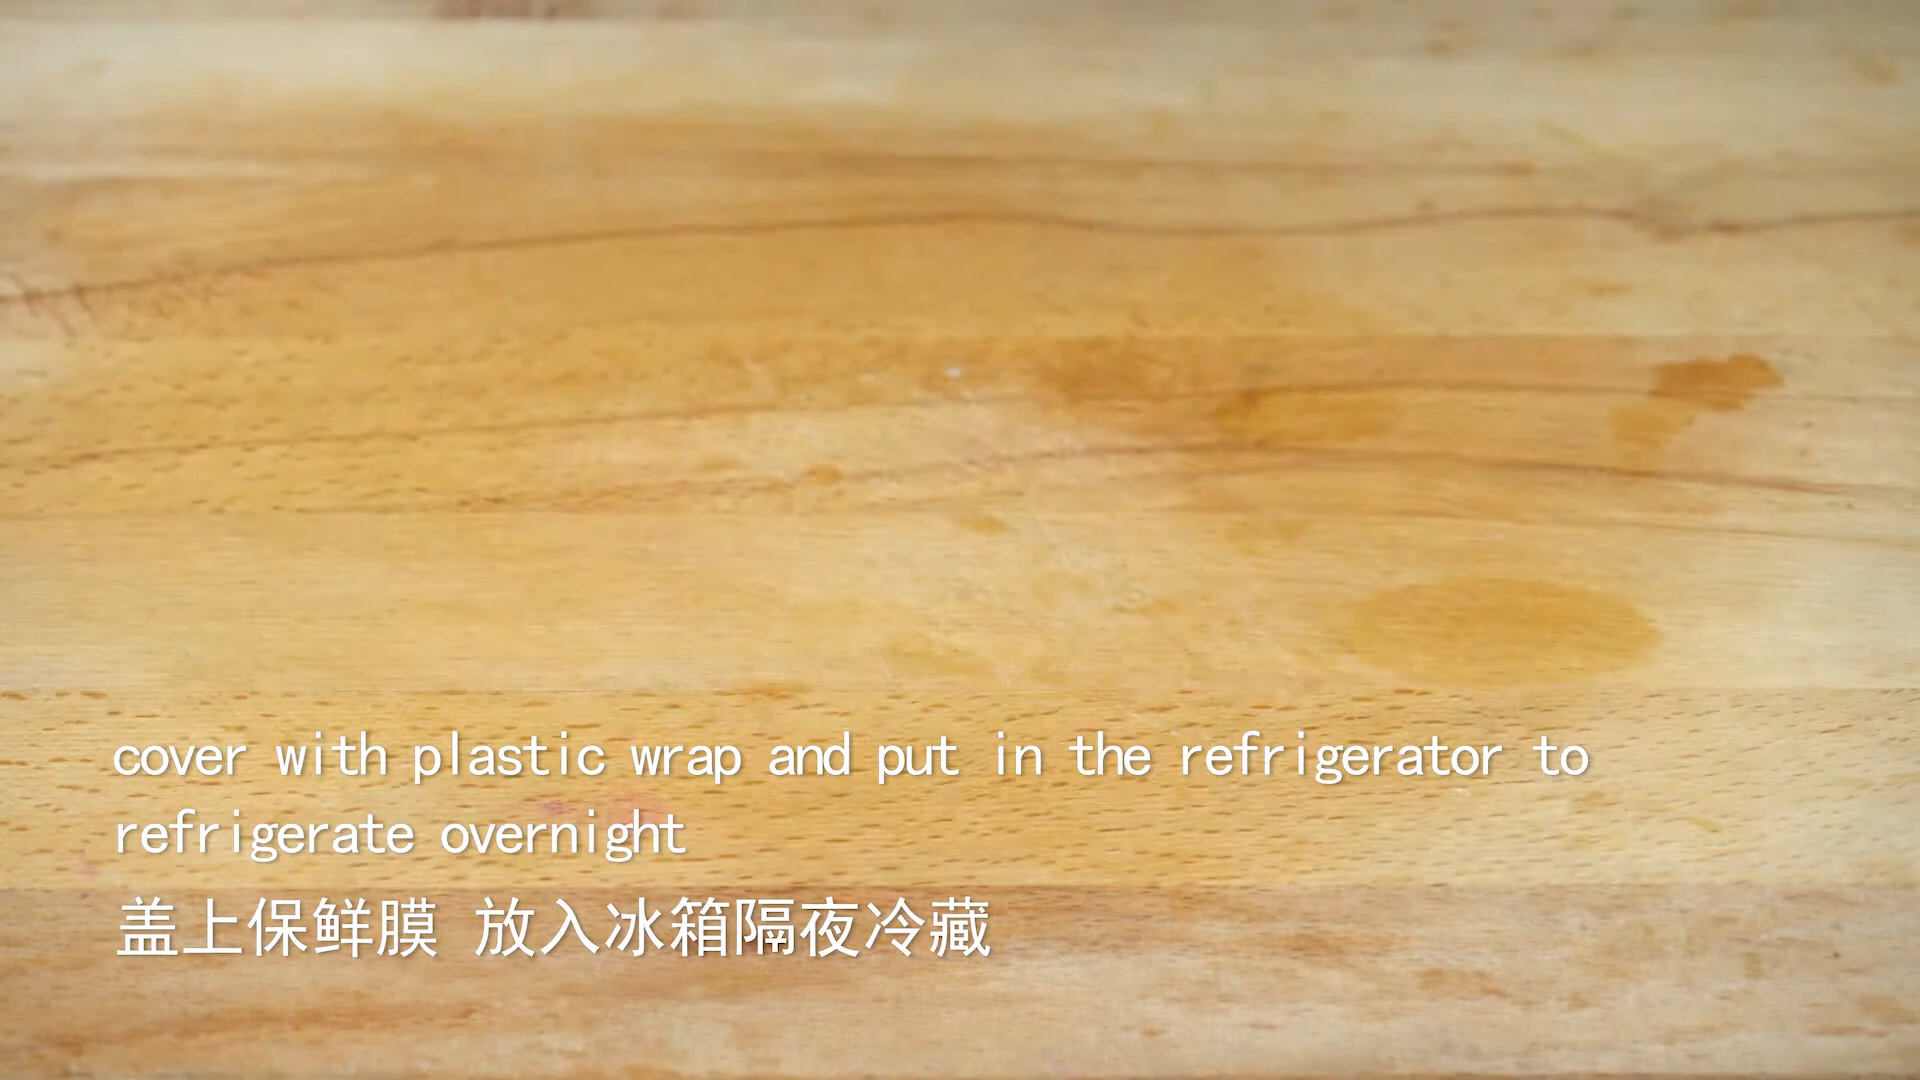 cover with plastic wrap and put in the refrigerator to
refrigerate overnight
盖上保鲜膜 放入冰箱隔夜冷藏